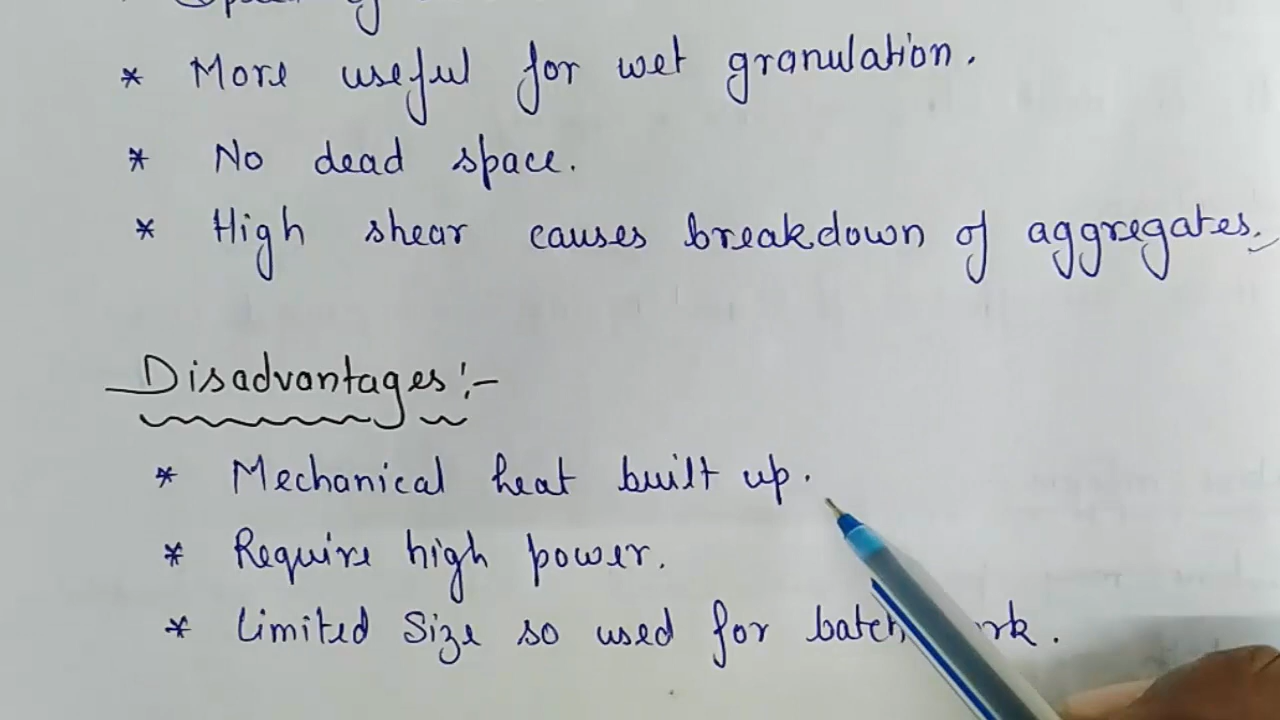 * More useful for wet granulation.
* No dead space.
* High shear causes breakdown of aggregates.
Disadvantages :-
* Mechanical heat built up.
* Require high power.
* Limited Size so used for batch